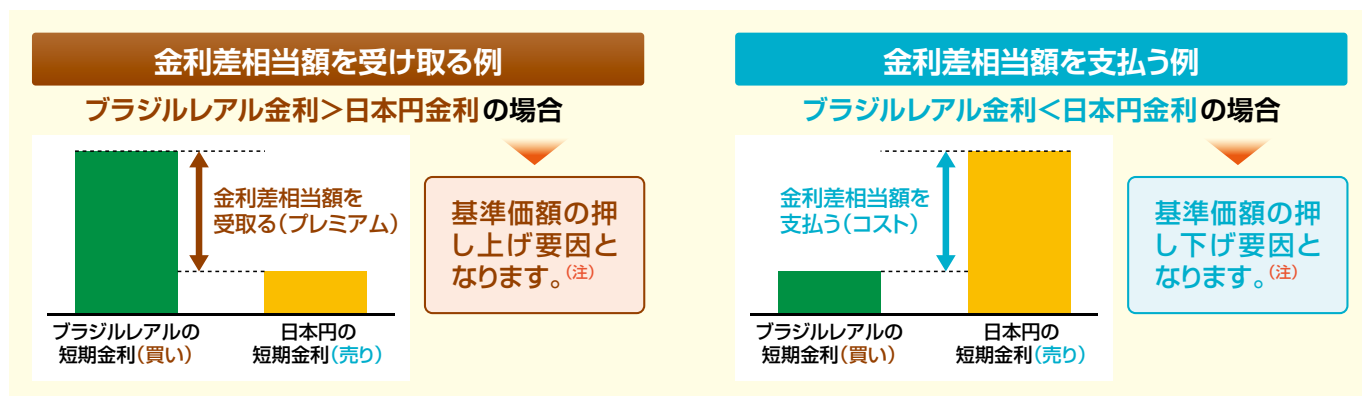 金利差相当額を受け取る例
ブラジルレアル金利＞日本円金利の場合
金利差相当額を
受取る（プレミアム）
ブラジルレアルの
短期金利（買い）
日本円の
短期金利（売り）
基準価額の押
し上げ要因と
なります。（注）
金利差相当額を支払う例
ブラジルレアル金利＜日本円金利の場合
金利差相当額を
支払う（コスト）
ブラジルレアルの
短期金利（買い）
日本円の
短期金利（売り）
基準価額の押
し下げ要因と
なります。（注）